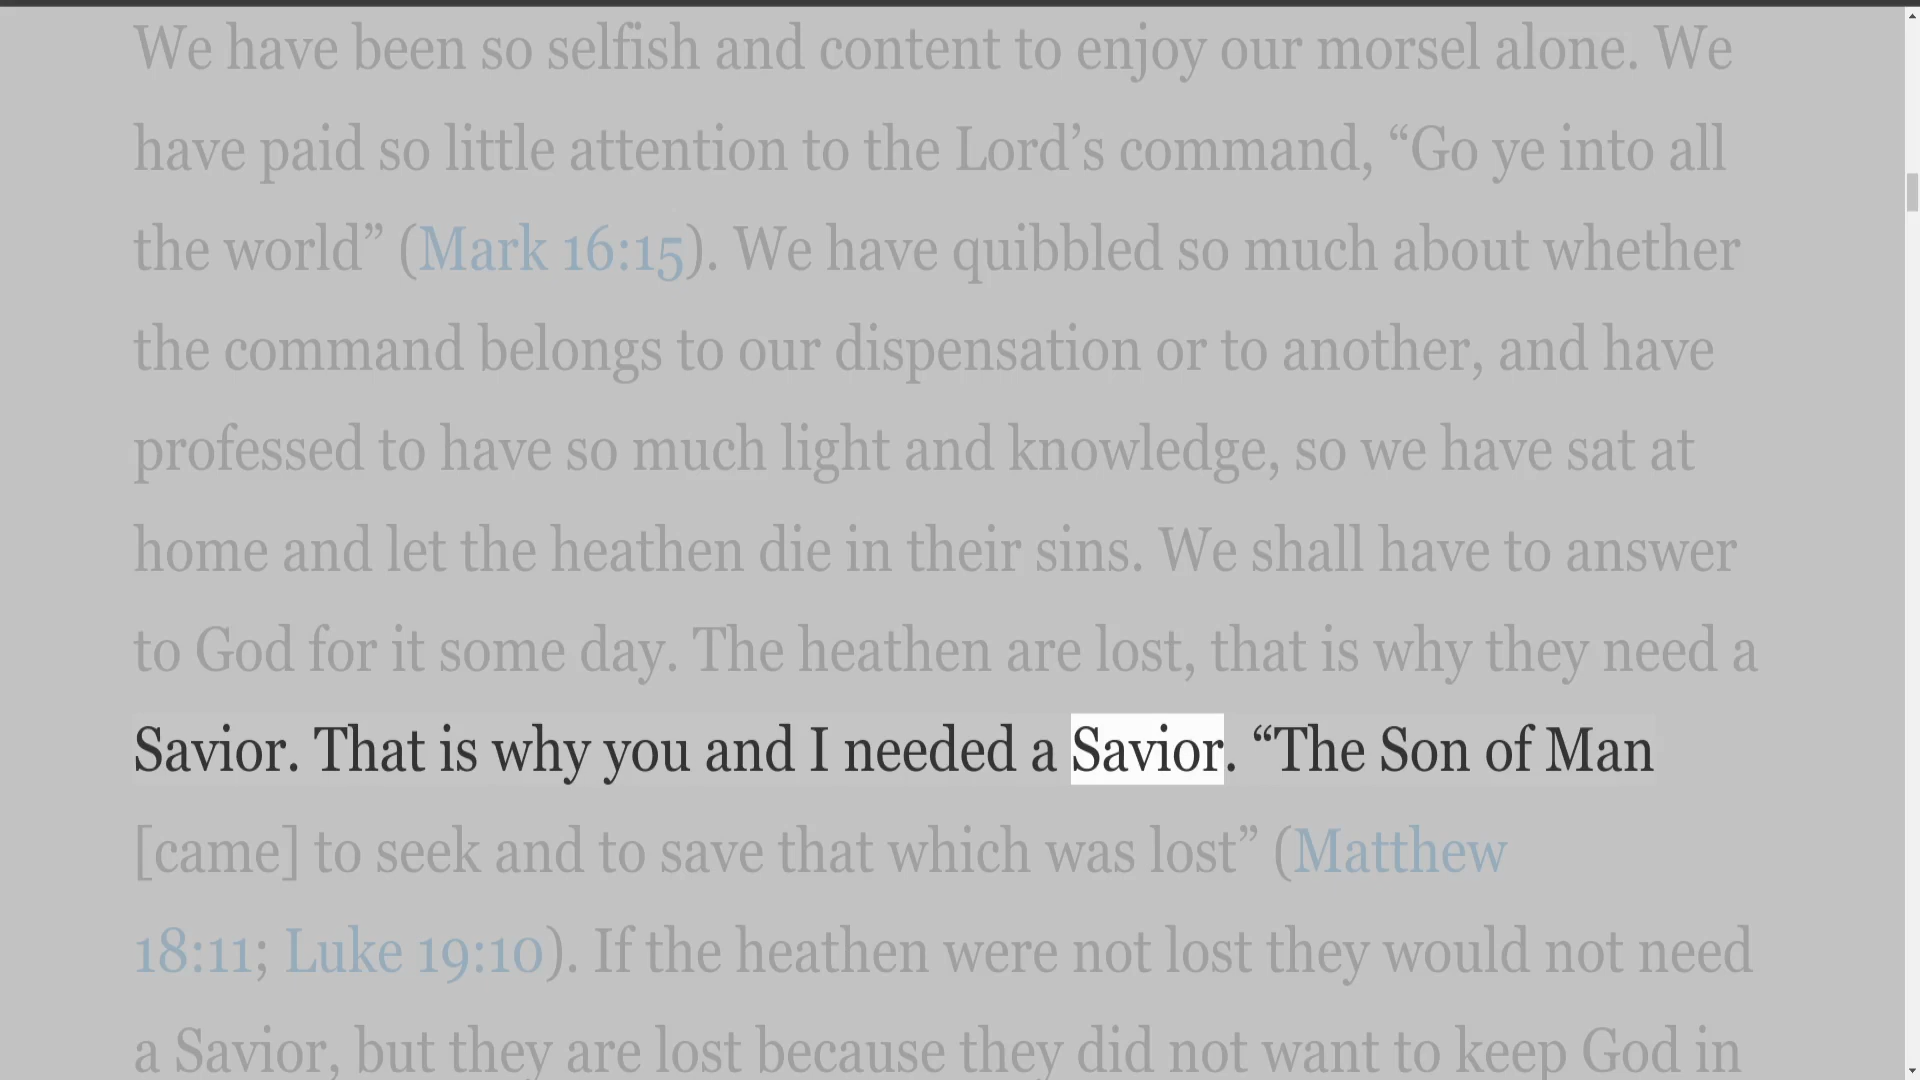 We have been so selfish and content to enjoy our morsel alone. We
have paid so little attention to the Lord’s command, “Go ye into all
the world” (Mark 16:15). We have quibbled so much about whether
the command belongs to our dispensation or to another, and have
professed to have so much light and knowledge, so we have sat at
home and let the heathen die in their sins. We shall have to answer
to God for it some day. The heathen are lost, that is why they need a
Savior. That is why you and I needed a Savior. “The Son of Man
[came] to seek and to save that which was lost” (Matthew
18:11; Luke 19:10). If the heathen were not lost they would not need
a Savior, but they are lost because they did not want to keep God in